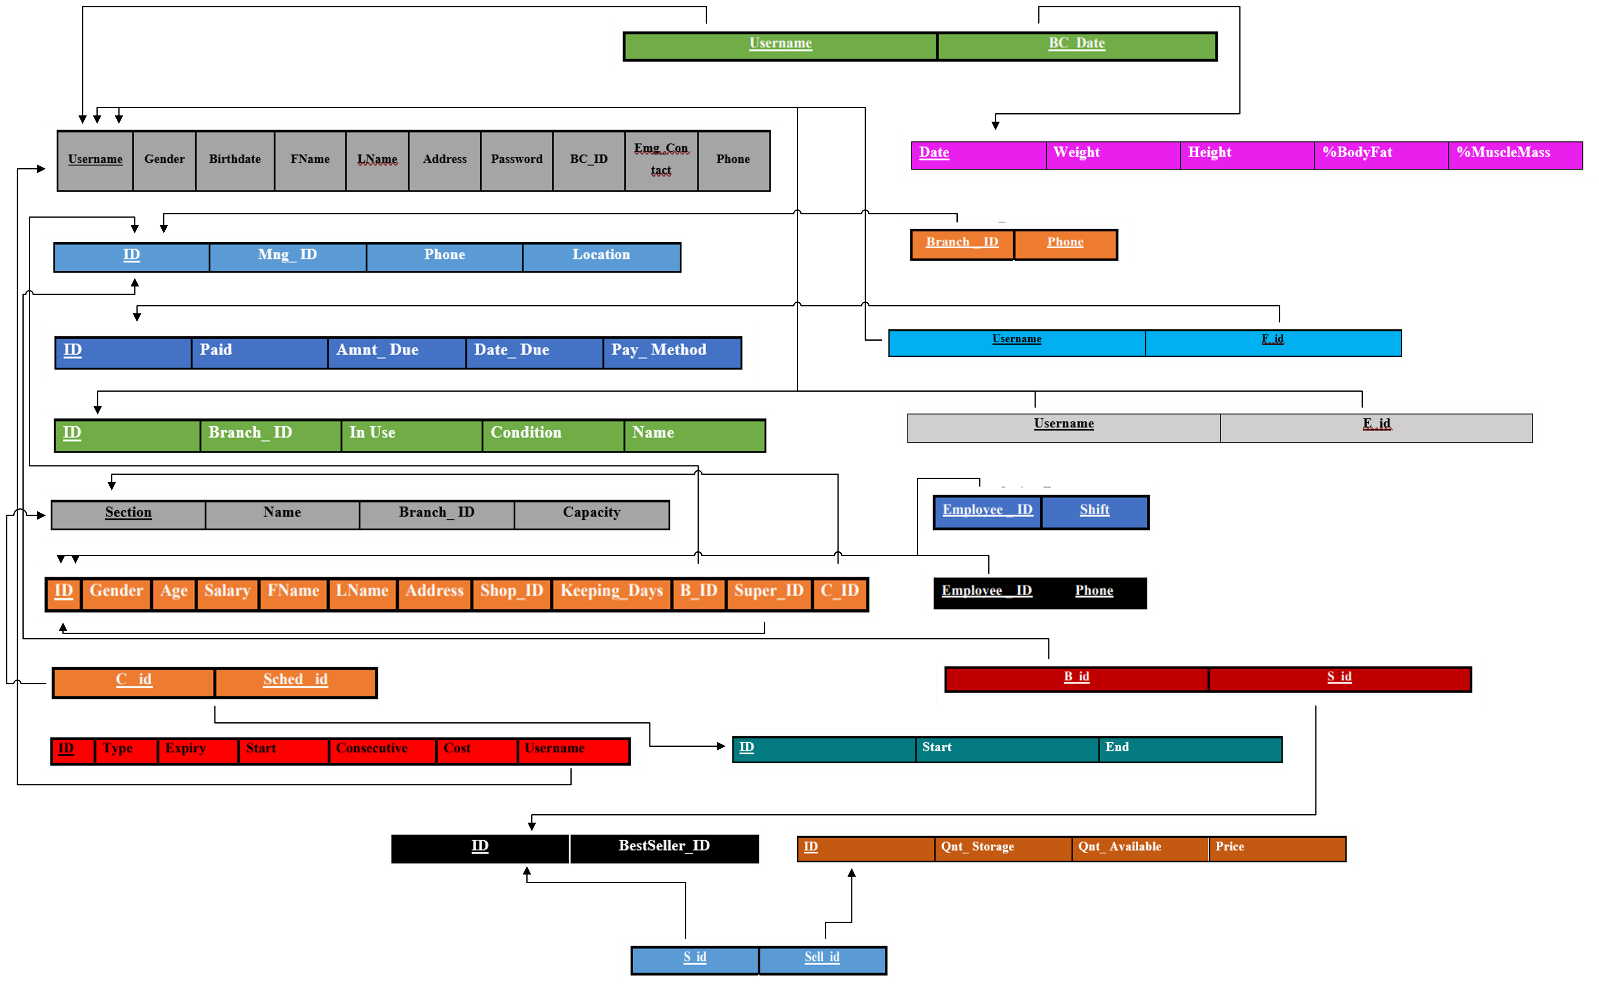 Username BC_Date
Username Gender Birthdate FName LName Address Password BC_ID Emg_Con Phone
tact
Date Weight Height %BodyFat %MuscleMass
Branch_ID Phone
ID Mng_ID Phone Location
Username E_id
ID Paid Amnt_Due Date_Due Pay_Method
Username E_id
ID Branch_ID In Use Condition Name
Employee_ID Shift
Section Name Branch_ID Capacity
Employee_ID Phone
ID Gender Age Salary FName LName Address Shop_ID Keeping_Days B_ID Super_ID C_ID
B_id S_id
C_id Sched_id
ID Type Expiry Start Consecutive Cost Username
ID Start End
ID BestSeller_ID
ID Qnt_Storage Qnt_Available Price
S_id Sell_id